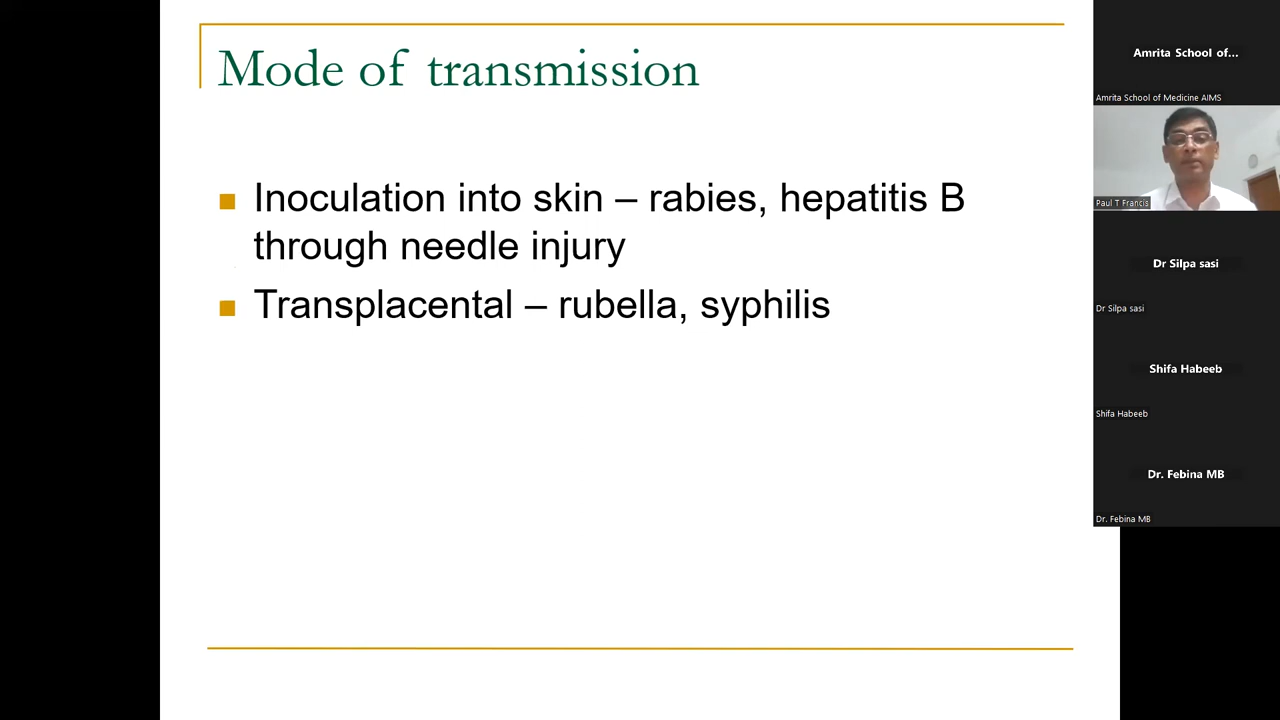 Mode of transmission
Inoculation into skin – rabies, hepatitis B
through needle injury
Transplacental – rubella, syphilis
Amrita School of...
Amrita School of Medicine AIMS
Paul T Francis
Dr Silpa sasi
Dr Silpa sasi
Shifa Habeeb
Shifa Habeeb
Dr. Febina MB
Dr. Febina MB